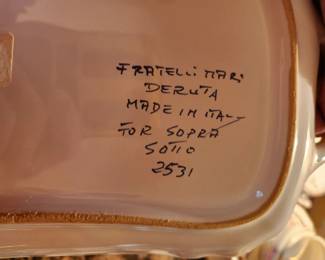 FRATELLI MARI
DERUTA
MADE IN ITALY
FOR SOPRA
SOTTO
2531